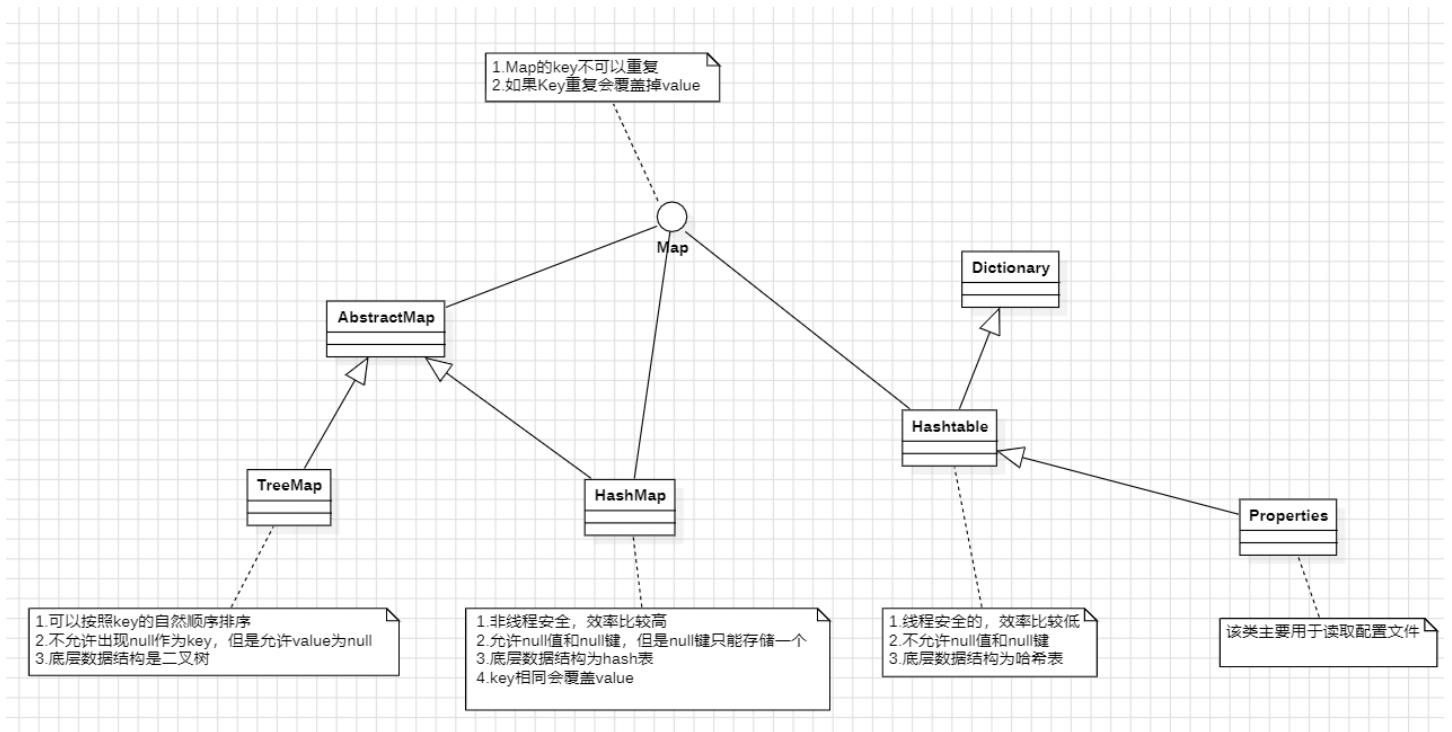 1.Map的key不可以重复
2.如果Key重复会覆盖掉value
Map
Dictionary
AbstractMap
Hashtable
TreeMap
HashMap
Properties
1.可以按照key的自然顺序排序
2.不允许出现null作为key，但是允许value为null
3.底层数据结构是二叉树
1.非线程安全，效率比较高
2.允许null值和null键，但是null键只能存储一个
3.底层数据结构为hash表
4.key相同会覆盖value
1.线程安全的，效率比较低
2.不允许null值和null键
3.底层数据结构为哈希表
该类主要用于读取配置文件